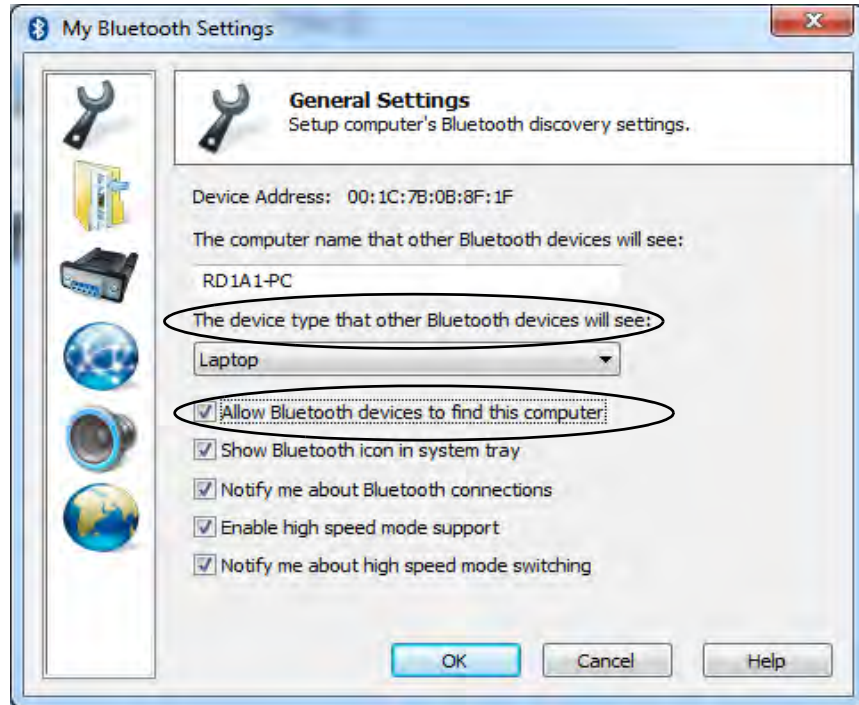 My Bluetooth Settings
General Settings
Setup computer's Bluetooth discovery settings.
Device Address: 00:1C:7B:0B:8F:1F
The computer name that other Bluetooth devices will see:
RD1A1-PC
The device type that other Bluetooth devices will see:
Laptop
Allow Bluetooth devices to find this computer
Show Bluetooth icon in system tray
Notify me about Bluetooth connections
Enable high speed mode support
Notify me about high speed mode switching
OK Cancel Help